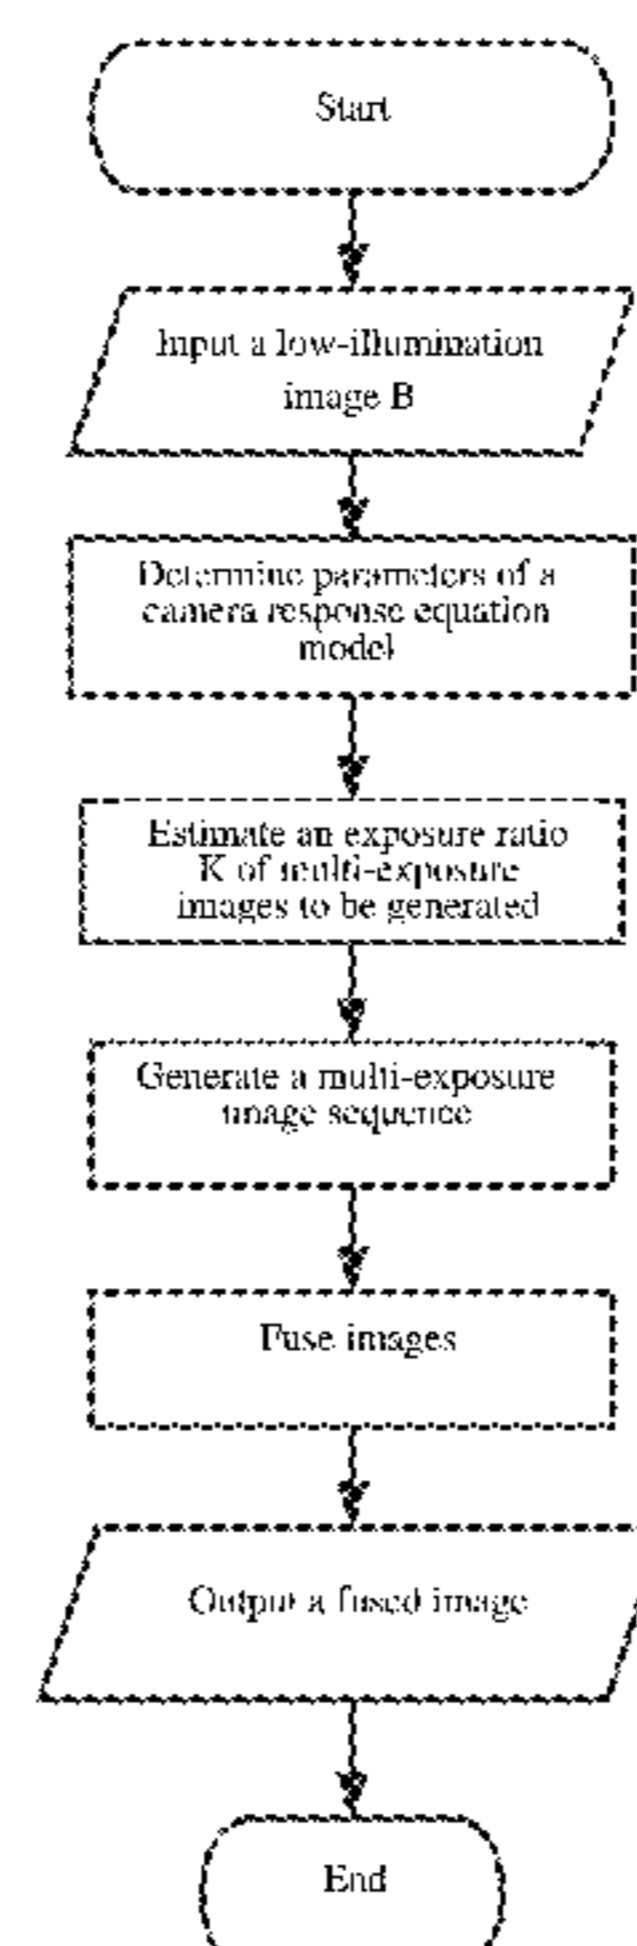 Start
Input a low-illumination
image B
Determine parameters of a
camera response equation
model
Estimate an exposure ratio
K of multi-exposure
images to be generated
Generate a multi-exposure
image sequence
Fuse images
Output a fused image
End